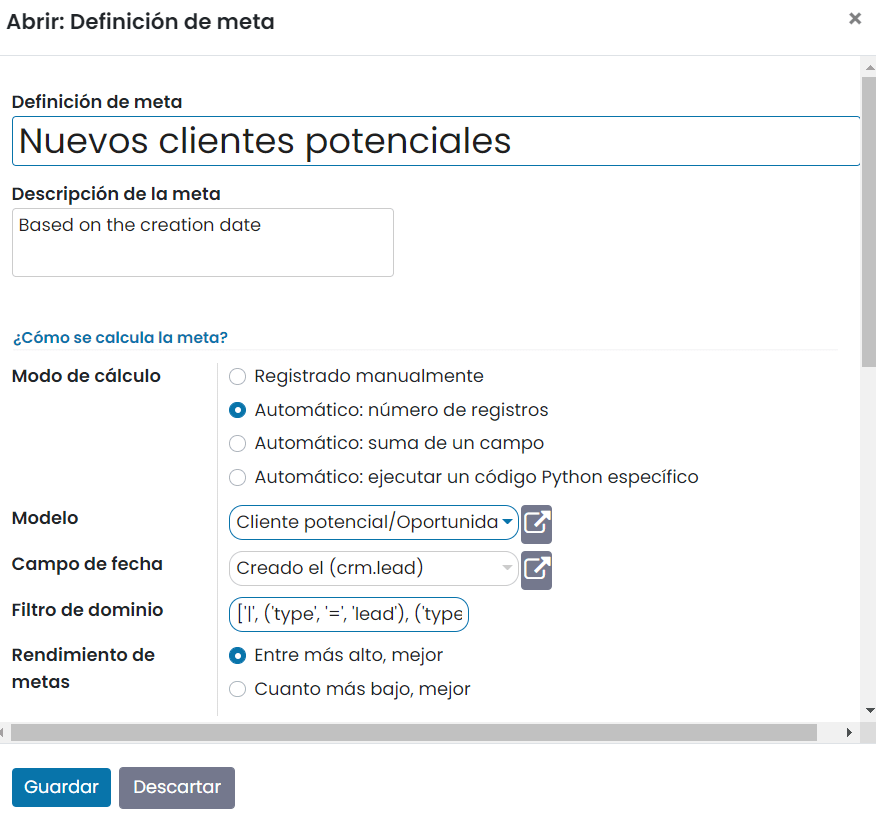 Abrir: Definición de meta
×
Definición de meta
Nuevos clientes potenciales
Descripción de la meta
Based on the creation date
¿Cómo se calcula la meta?
Modo de cálculo
Registrado manualmente
Automático: número de registros
Automático: suma de un campo
Automático: ejecutar un código Python específico
Modelo
Cliente potencial/Oportunida
Campo de fecha
Creado el (crm.lead)
Filtro de dominio
['|', ('type', '=', 'lead'), ('type
Rendimiento de
metas
Entre más alto, mejor
Cuanto más bajo, mejor
Guardar
Descartar